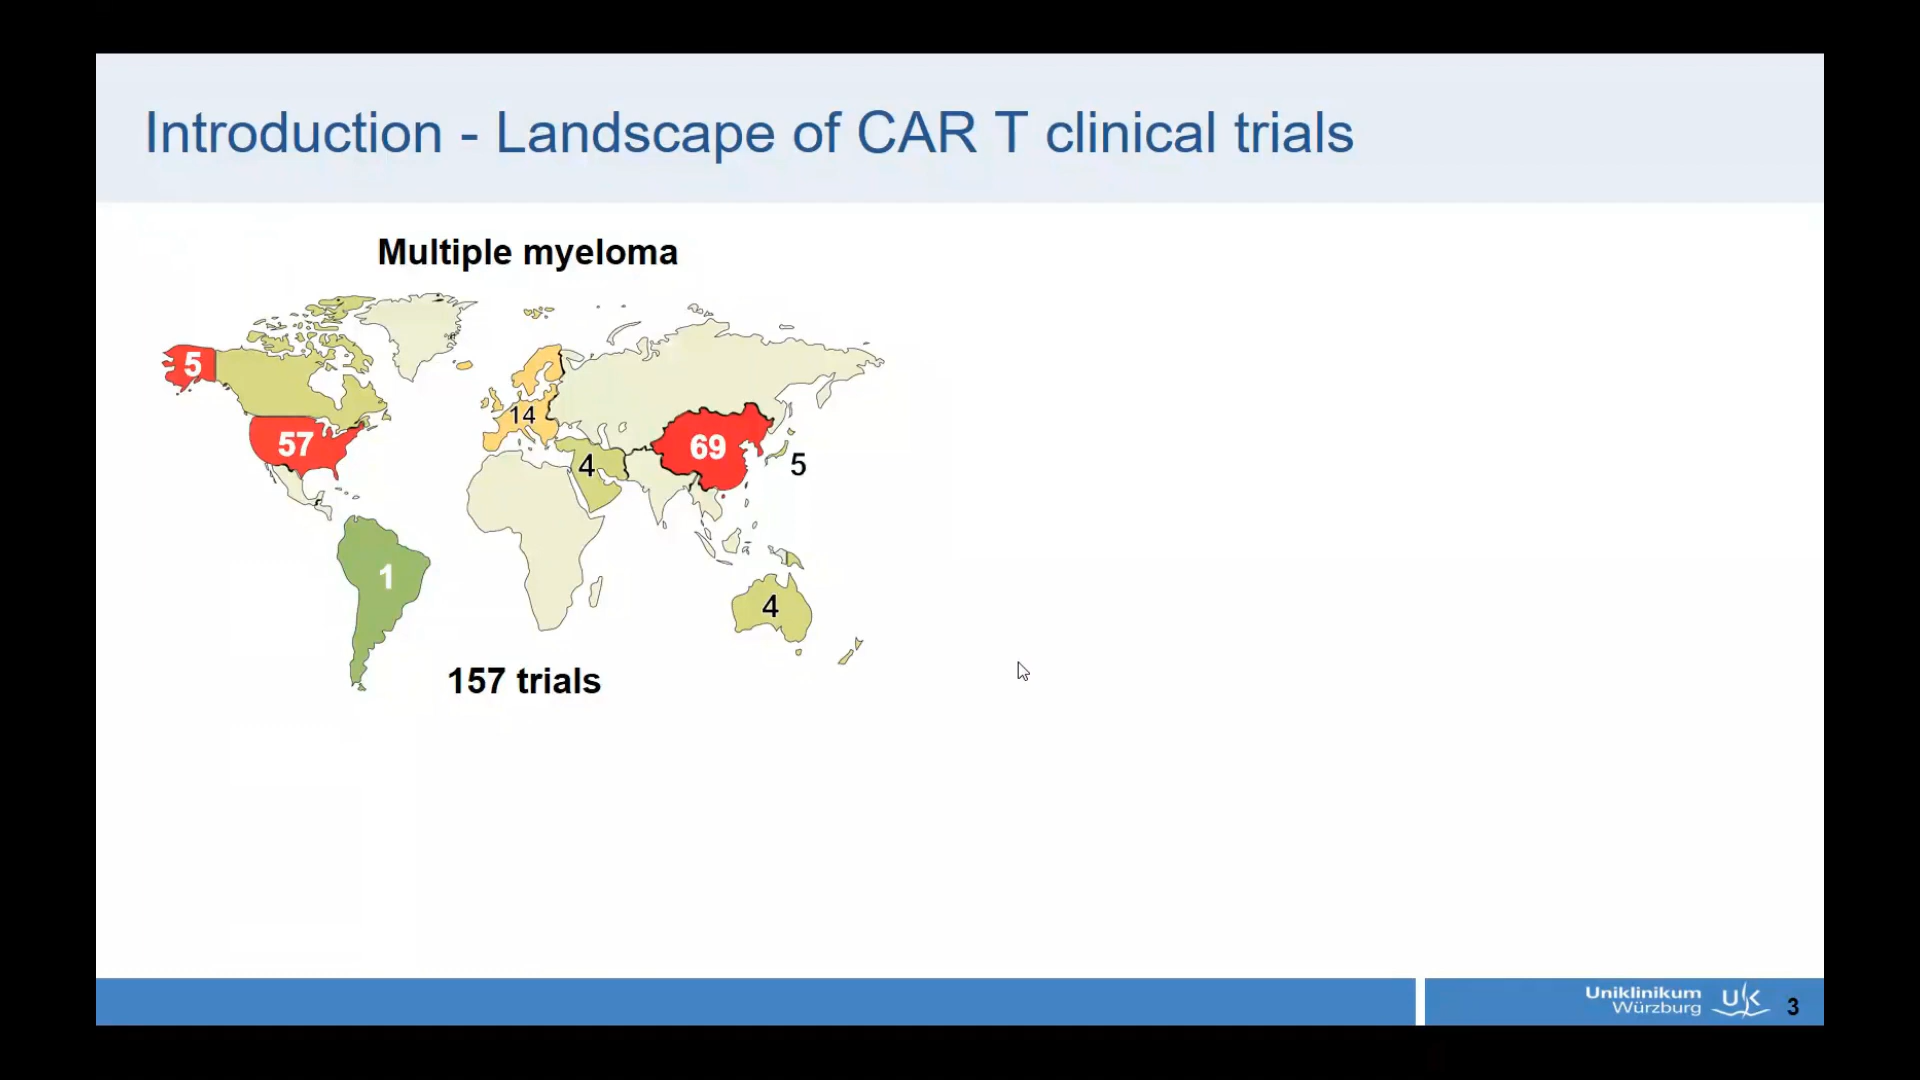 Introduction - Landscape of CAR T clinical trials
Multiple myeloma
5
57
14
4
69
5
1
4
157 trials
Uniklinikum
Würzburg
UK
3